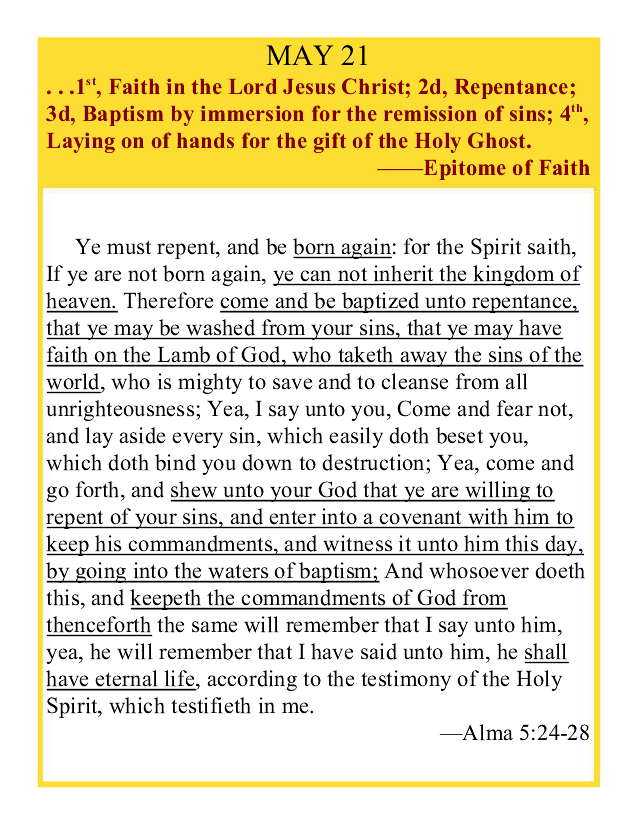 MAY 21
. . .1st, Faith in the Lord Jesus Christ; 2d, Repentance;
3d, Baptism by immersion for the remission of sins; 4th,
Laying on of hands for the gift of the Holy Ghost.
——Epitome of Faith
Ye must repent, and be born again: for the Spirit saith,
If ye are not born again, ye can not inherit the kingdom of
heaven. Therefore come and be baptized unto repentance,
that ye may be washed from your sins, that ye may have
faith on the Lamb of God, who taketh away the sins of the
world, who is mighty to save and to cleanse from all
unrighteousness; Yea, I say unto you, Come and fear not,
and lay aside every sin, which easily doth beset you,
which doth bind you down to destruction; Yea, come and
go forth, and shew unto your God that ye are willing to
repent of your sins, and enter into a covenant with him to
keep his commandments, and witness it unto him this day,
by going into the waters of baptism; And whosoever doeth
this, and keepeth the commandments of God from
thenceforth the same will remember that I say unto him,
yea, he will remember that I have said unto him, he shall
have eternal life, according to the testimony of the Holy
Spirit, which testifieth in me.
—Alma 5:24-28